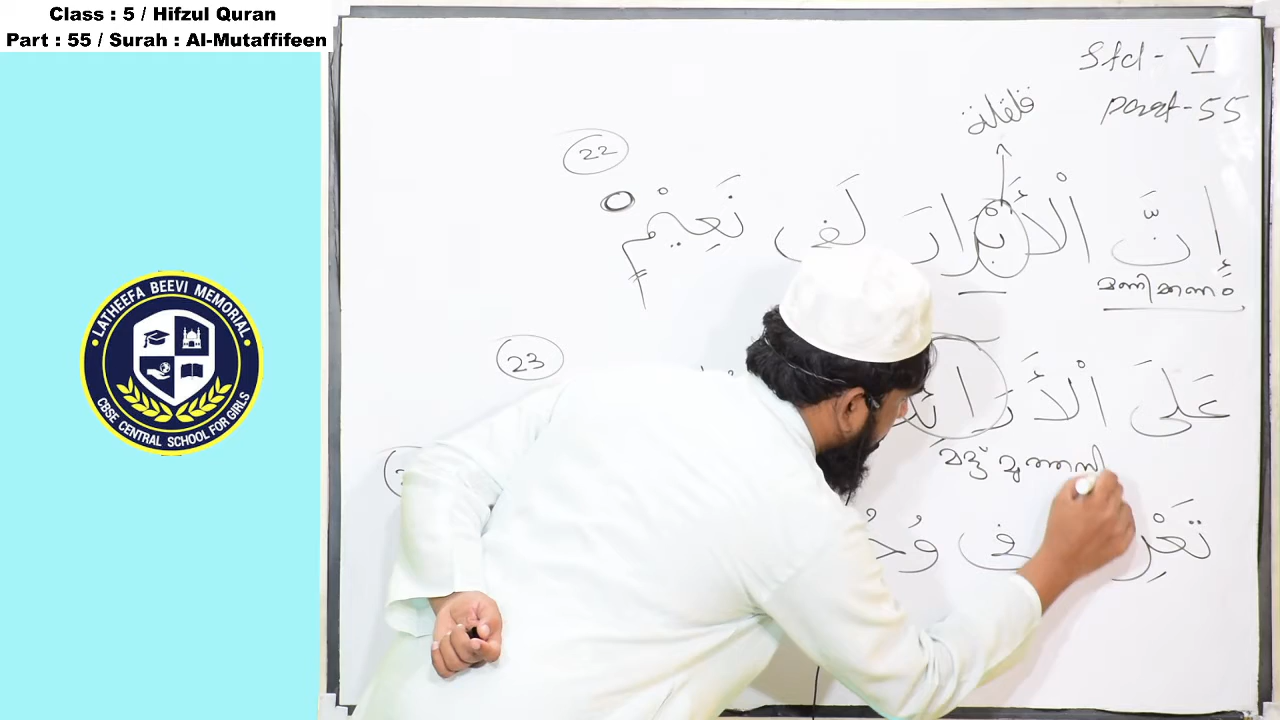 Class : 5 / Hifzul Quran
Part : 55 / Surah : Al-Mutaffifeen
LATHEEFA BEEVI MEMORIAL
CBSE CENTRAL SCHOOL FOR GIRLS
Std - V
Part - 55
قلقلة
22
إِنَّ الْأَبْرَارَ لَفِي نَعِيْمٍ
23
عَلَى الْأَرَائِ
تَعْرِ في وُجُ